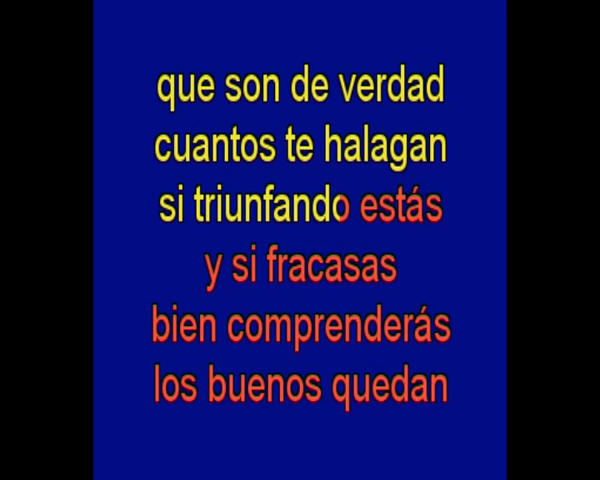 que son de verdad
cuantos te halagan
si triunfando estás
y si fracasas
bien comprenderás
los buenos quedan